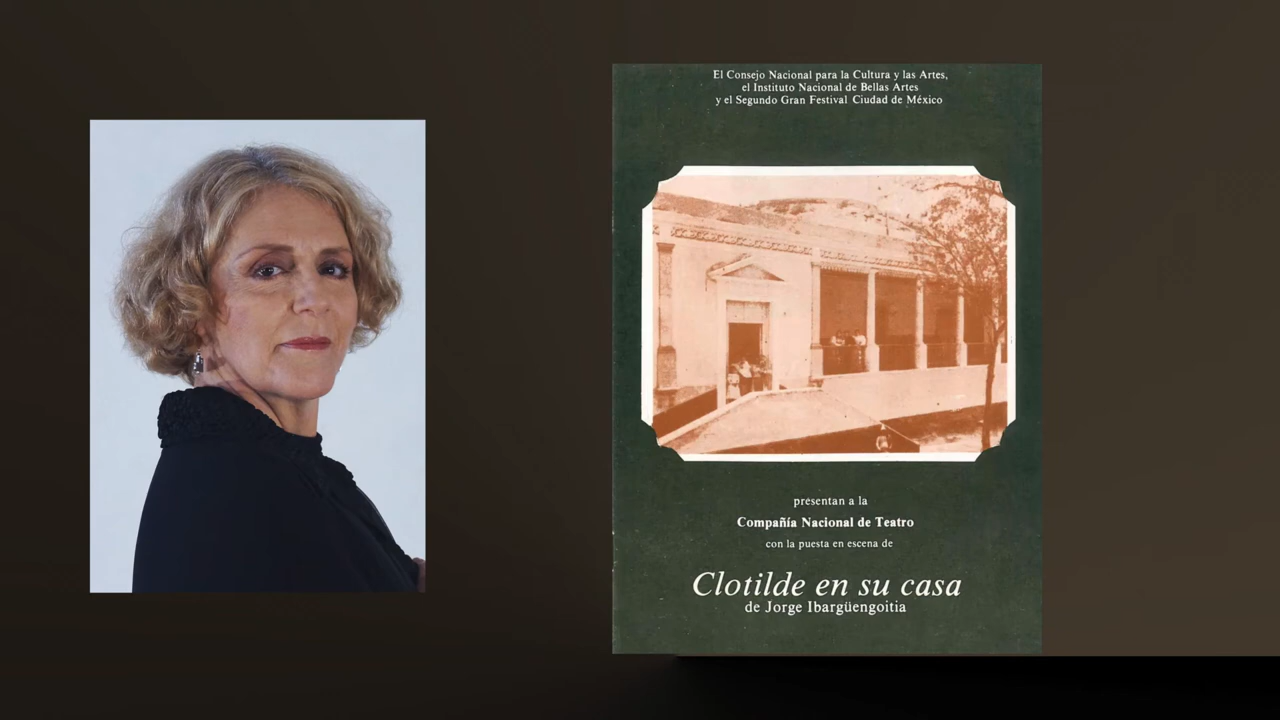 El Consejo Nacional para la Cultura y las Artes,
el Instituto Nacional de Bellas Artes
y el Segundo Gran Festival Ciudad de México
presentan a la
Compañía Nacional de Teatro
con la puesta en escena de
Clotilde en su casa
de Jorge Ibargüengoitia